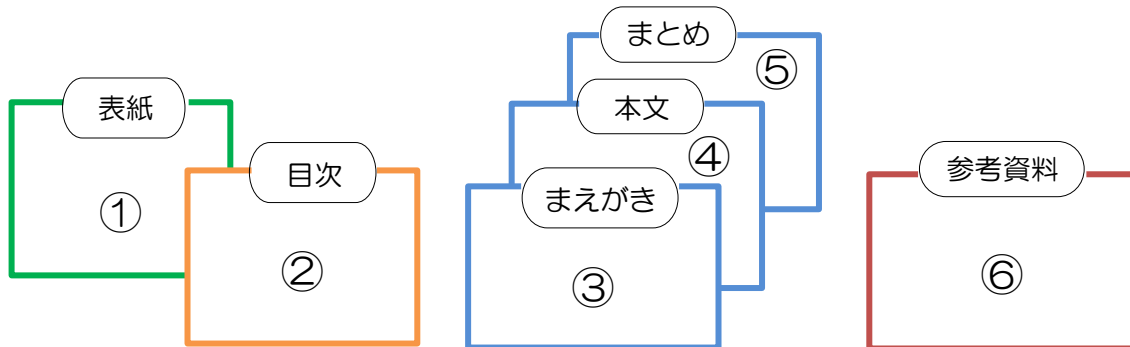 表紙
①
目次
②
まえがき
③
本文
④
まとめ
⑤
参考資料
⑥